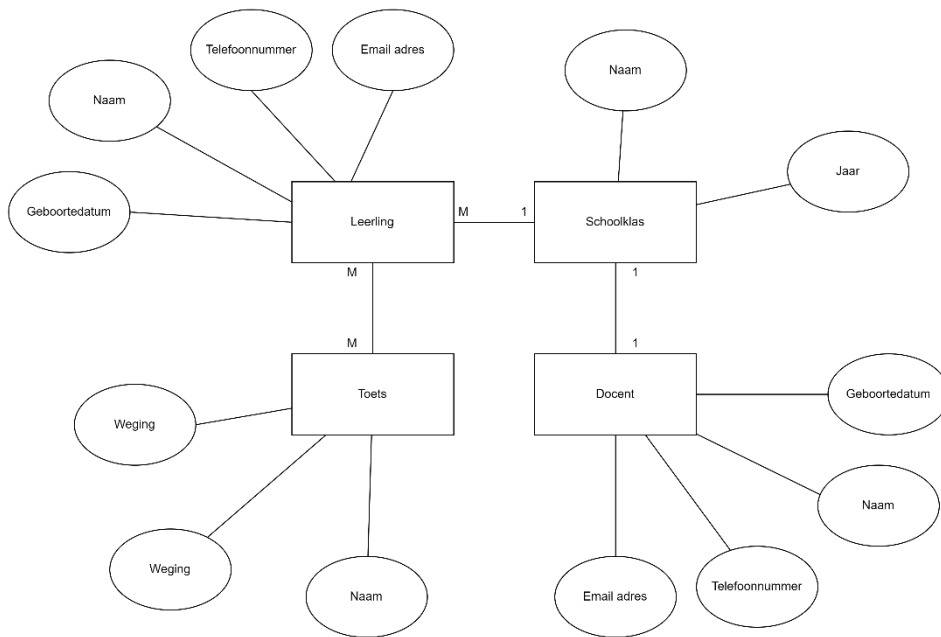 Telefoonnummer
Email adres
Naam
Naam
Jaar
Geboortedatum
Leerling
M
1
Schoolklas
M
1
M
1
Toets
Docent
Geboortedatum
Weging
Naam
Weging
Naam
Email adres
Telefoonnummer